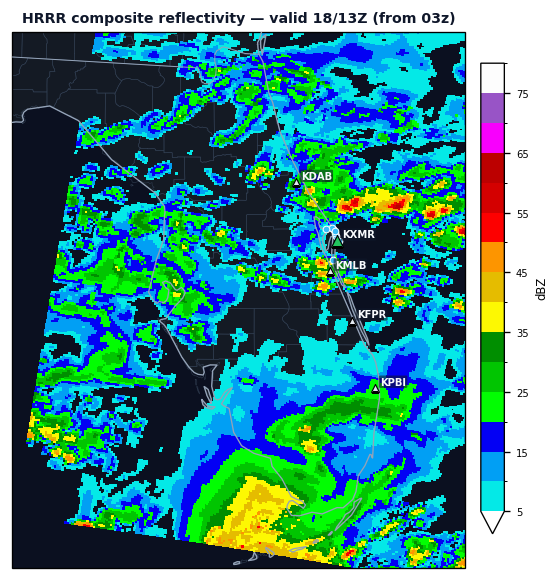 HRRR composite reflectivity — valid 18/13Z (from 03z)
75
65
55
45
35
25
15
5
dBZ
KDAB
KXMR
KMLB
KFPR
KPBI